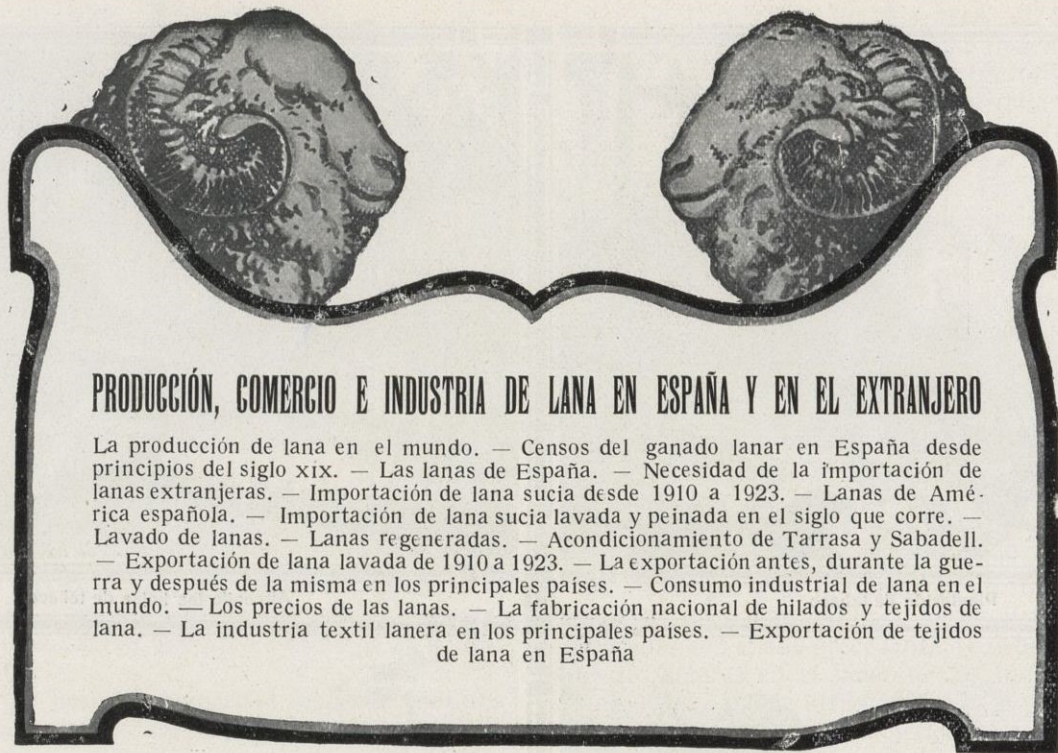 PRODUCCIÓN, COMERCIO E INDUSTRIA DE LANA EN ESPAÑA Y EN EL EXTRANJERO
La producción de lana en el mundo. — Censos del ganado lanar en España desde
principios del siglo XIX. — Las lanas de España. — Necesidad de la importación de
lanas extranjeras. — Importación de lana sucia desde 1910 a 1923. — Lanas de Amé-
rica española. — Importación de lana sucia lavada y peinada en el siglo que corre. —
Lavado de lanas. — Lanas regeneradas. — Acondicionamiento de Tarrasa y Sabadell.
— Exportación de lana lavada de 1910 a 1923. — La exportación antes, durante la gue-
rra y después de la misma en los principales países. — Consumo industrial de lana en el
mundo. — Los precios de las lanas. — La fabricación nacional de hilados y tejidos de
lana. — La industria textil lanera en los principales países. — Exportación de tejidos
de lana en España